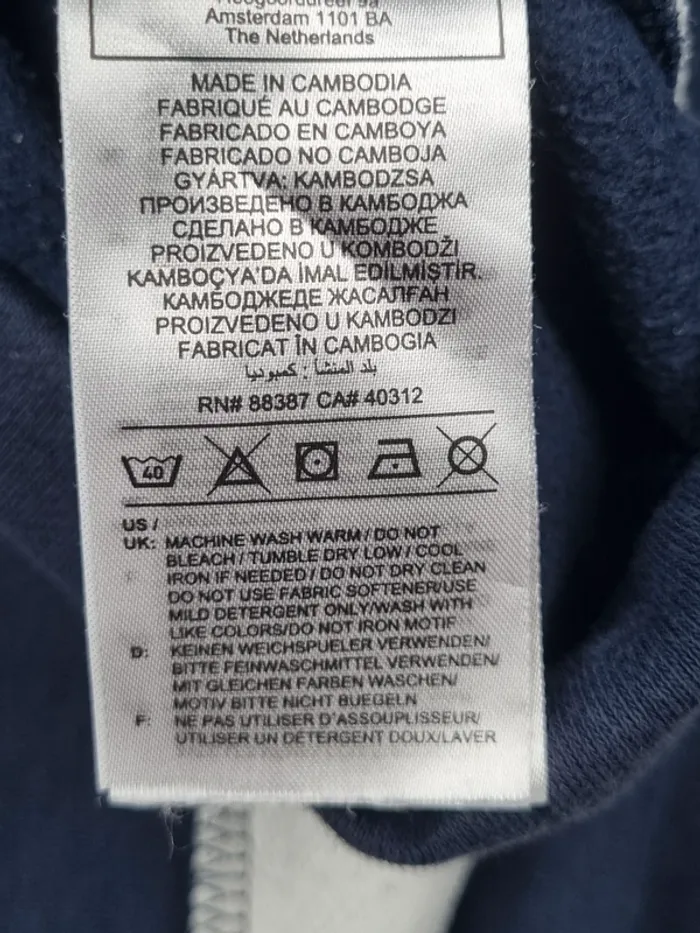 Amsterdam 1101 BA
The Netherlands
MADE IN CAMBODIA
FABRIQUÉ AU CAMBODGE
FABRICADO EN CAMBOYA
FABRICADO NO CAMBOJA
GYÁRTVA: KAMBODZSA
ПРОИЗВЕДЕНО В КАМБОДЖА
СДЕЛАНО В КАМБОДЖЕ
PROIZVEDENO U KOMBODŽI
KAMBOÇYA'DA İMAL EDİLMİSTİR.
КАМБОДЖЕДЕ ЖАСАЛҒАН
PROIZVEDENO U KAMBODZI
FABRICAT ÎN CAMBOGIA
بلد المنشأ : كمبوديا
RN# 88387 CA# 40312
40
US /
UK: MACHINE WASH WARM / DO NOT
BLEACH / TUMBLE DRY LOW / COOL
IRON IF NEEDED / DO NOT DRY CLEAN
DO NOT USE FABRIC SOFTENER/USE
MILD DETERGENT ONLY/WASH WITH
LIKE COLORS/DO NOT IRON MOTIF
D: KEINEN WEICHSPUELER VERWENDEN/
BITTE FEINWASCHMITTEL VERWENDEN/
MIT GLEICHEN FARBEN WASCHEN/
MOTIV BITTE NICHT BUEGELN
F: NE PAS UTILISER D'ASSOUPLISSEUR/
UTILISER UN DETERGENT DOUX/LAVER